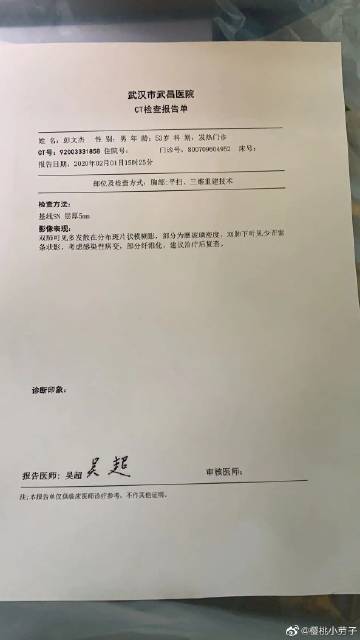 武汉市武昌医院
CT检查报告单
姓 名: 彭文杰 性 别: 男 年 龄: 53岁 科 别: 发热门诊
CT号: 92003331858 住院号: 门诊号: 800709604952 床号:
报告日期: 2020年02月01日15时25分
部位及检查方式: 胸部:平扫, 三维重建技术
检查方法:
基线SN 层厚5mm
影像表现:
双肺可见多发散在分布斑片状模糊影, 部分为磨玻璃密度, 双肺下叶见少许索
条状影, 考虑感染性病变, 部分纤维化, 建议治疗后复查。
诊断印象:
报告医师: 吴超 吴超 审核医师:
注:本报告单仅供临床医师诊疗参考, 不作其他证明。
@樱桃小劳子